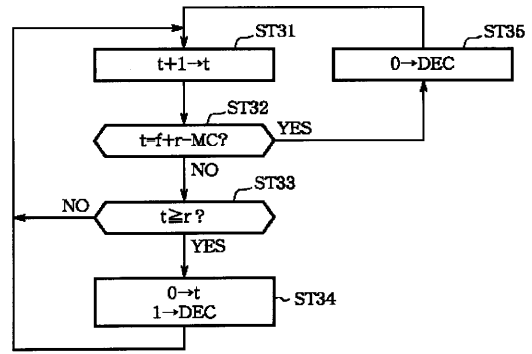 ST31
t+1→t
ST35
0→DEC
ST32
t=f+r−MC?
YES
NO
ST33
t≧r?
NO
YES
0→t
1→DEC
ST34